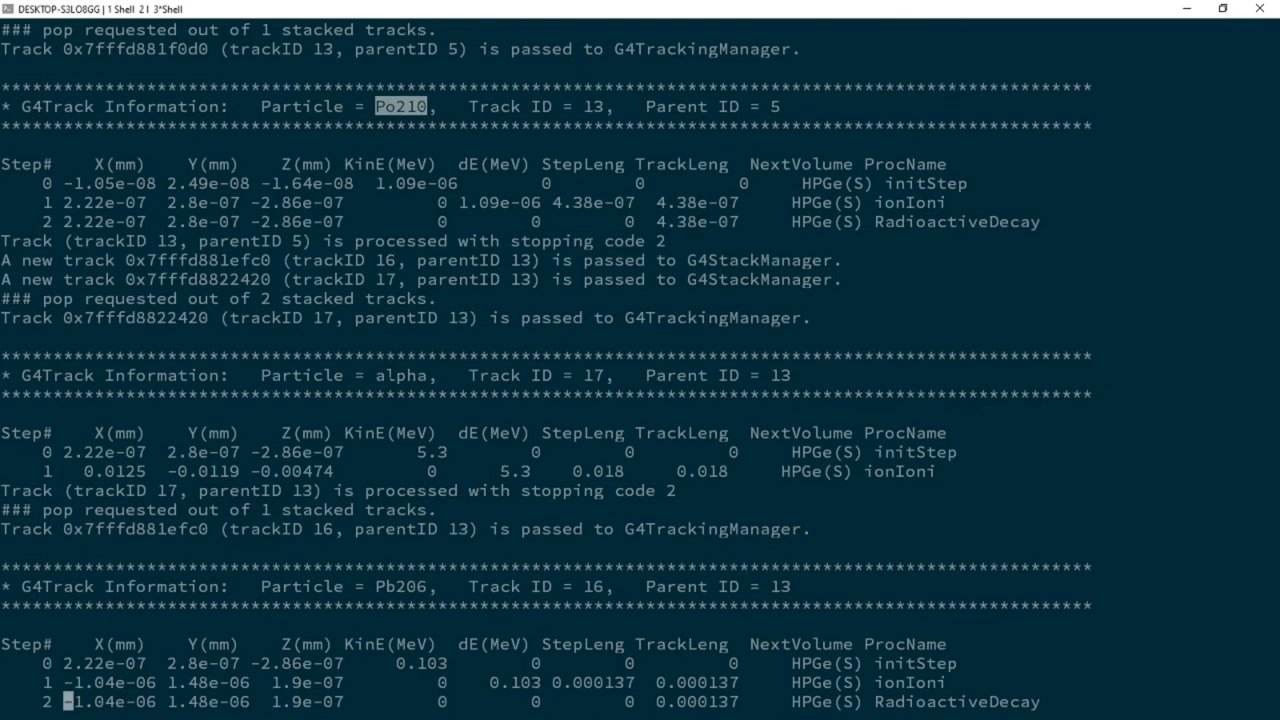 DESKTOP-S3LO8GG | 1 Shell 2 | 3*Shell
### pop requested out of 1 stacked tracks.
Track 0x7fffd881f0d0 (trackID 13, parentID 5) is passed to G4TrackingManager.
*********************************************************************************************************
* G4Track Information:   Particle = Po210,   Track ID = 13,   Parent ID = 5
*********************************************************************************************************
Step#    X(mm)    Y(mm)    Z(mm) KinE(MeV)  dE(MeV) StepLeng TrackLeng  NextVolume ProcName
0 -1.05e-08 2.49e-08 -1.64e-08  1.09e-06        0        0         0     HPGe(S) initStep
1 2.22e-07  2.8e-07 -2.86e-07         0 1.09e-06 4.38e-07  4.38e-07     HPGe(S) ionIoni
2 2.22e-07  2.8e-07 -2.86e-07         0        0        0  4.38e-07     HPGe(S) RadioactiveDecay
Track (trackID 13, parentID 5) is processed with stopping code 2
A new track 0x7fffd881efc0 (trackID 16, parentID 13) is passed to G4StackManager.
A new track 0x7fffd8822420 (trackID 17, parentID 13) is passed to G4StackManager.
### pop requested out of 2 stacked tracks.
Track 0x7fffd8822420 (trackID 17, parentID 13) is passed to G4TrackingManager.
*********************************************************************************************************
* G4Track Information:   Particle = alpha,   Track ID = 17,   Parent ID = 13
*********************************************************************************************************
Step#    X(mm)    Y(mm)    Z(mm) KinE(MeV)  dE(MeV) StepLeng TrackLeng  NextVolume ProcName
0 2.22e-07  2.8e-07 -2.86e-07       5.3        0        0         0     HPGe(S) initStep
1   0.0125  -0.0119 -0.00474         0      5.3    0.018     0.018     HPGe(S) ionIoni
Track (trackID 17, parentID 13) is processed with stopping code 2
### pop requested out of 1 stacked tracks.
Track 0x7fffd881efc0 (trackID 16, parentID 13) is passed to G4TrackingManager.
*********************************************************************************************************
* G4Track Information:   Particle = Pb206,   Track ID = 16,   Parent ID = 13
*********************************************************************************************************
Step#    X(mm)    Y(mm)    Z(mm) KinE(MeV)  dE(MeV) StepLeng TrackLeng  NextVolume ProcName
0 2.22e-07  2.8e-07 -2.86e-07     0.103        0        0         0     HPGe(S) initStep
1 -1.04e-06 1.48e-06  1.9e-07         0    0.103 0.000137  0.000137     HPGe(S) ionIoni
2 -1.04e-06 1.48e-06  1.9e-07         0        0        0  0.000137     HPGe(S) RadioactiveDecay